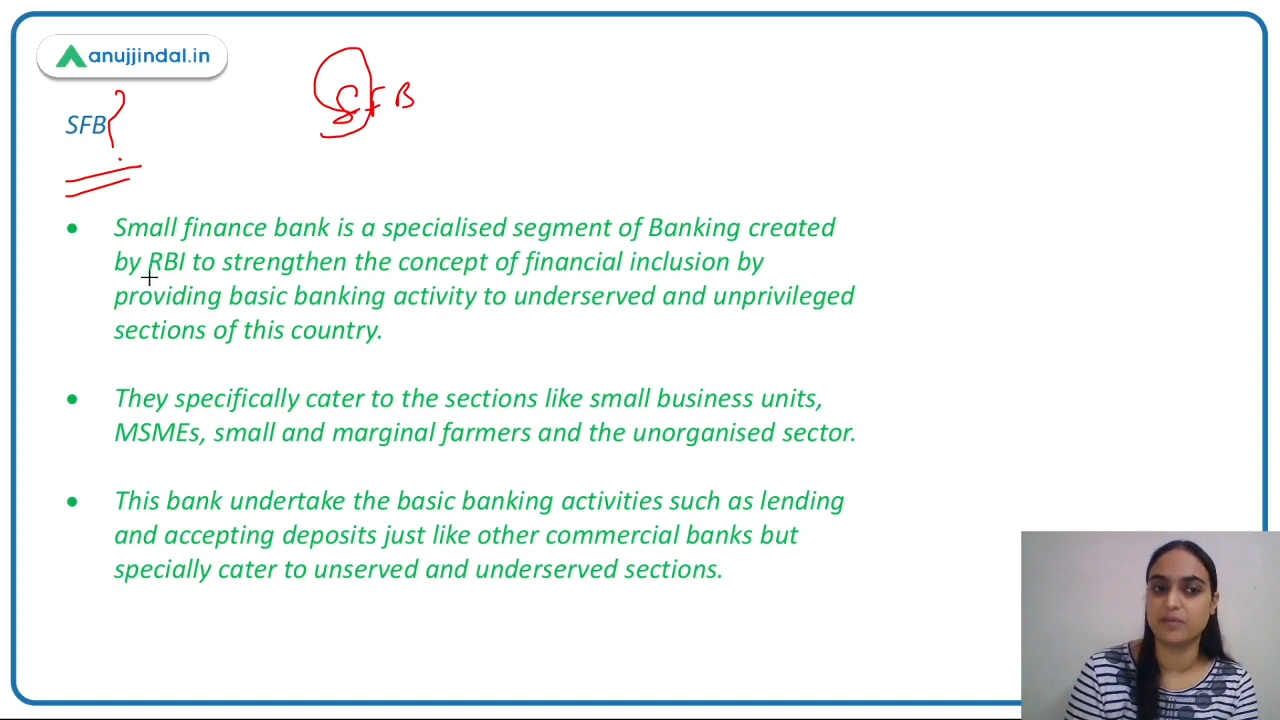 anujjindal.in
SFB?
SFB
• Small finance bank is a specialised segment of Banking created
by RBI to strengthen the concept of financial inclusion by
providing basic banking activity to underserved and unprivileged
sections of this country.
• They specifically cater to the sections like small business units,
MSMEs, small and marginal farmers and the unorganised sector.
• This bank undertake the basic banking activities such as lending
and accepting deposits just like other commercial banks but
specially cater to unserved and underserved sections.